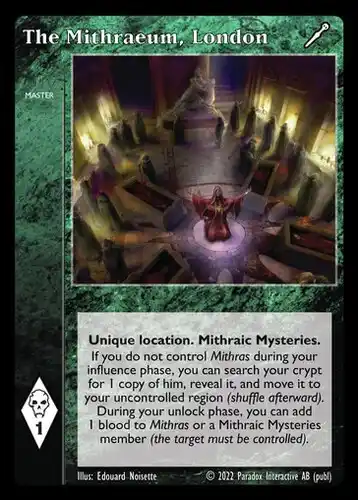 The Mithraeum, London
MASTER
Unique location. Mithraic Mysteries.
If you do not control Mithras during your
influence phase, you can search your crypt
for 1 copy of him, reveal it, and move it to
your uncontrolled region (shuffle afterward).
During your unlock phase, you can add
1 blood to Mithras or a Mithraic Mysteries
member (the target must be controlled).
1
Illus: Edouard Noisette © 2022 Paradox Interactive AB (publ)